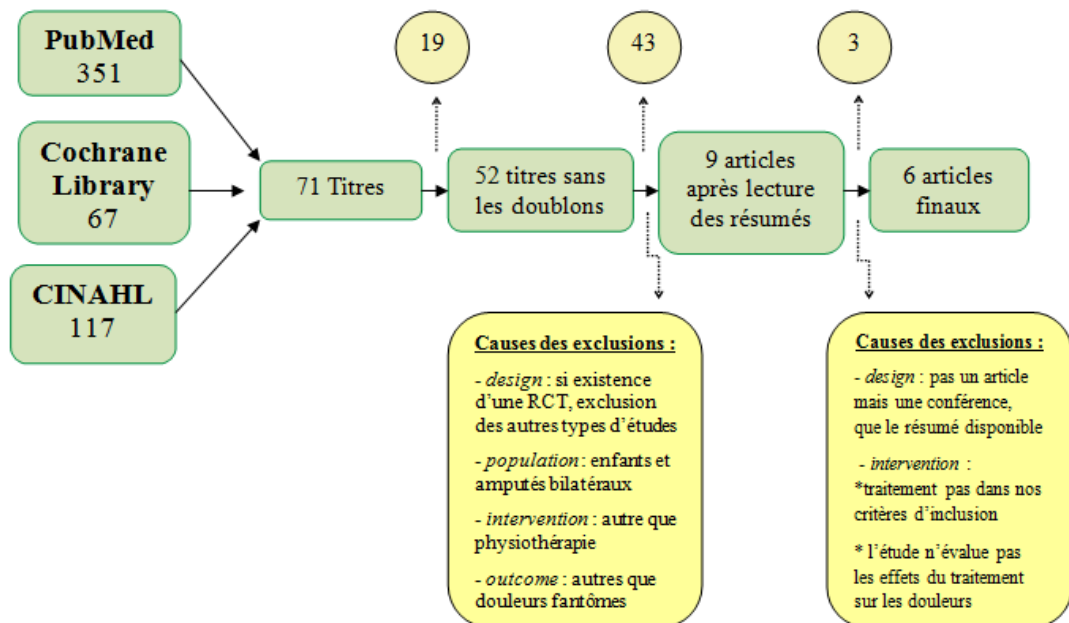 PubMed
351
Cochrane
Library
67
CINAHL
117
71 Titres
19
52 titres sans
les doublons
43
9 articles
après lecture
des résumés
3
6 articles
finaux
Causes des exclusions :
- design : si existence
d'une RCT, exclusion
des autres types d'études
- population : enfants et
amputés bilatéraux
- intervention : autre que
physiothérapie
- outcome : autres que
douleurs fantômes
Causes des exclusions :
- design : pas un article
mais une conférence,
que le résumé disponible
- intervention :
*traitement pas dans nos
critères d'inclusion
* l'étude n'évalue pas
les effets du traitement
sur les douleurs